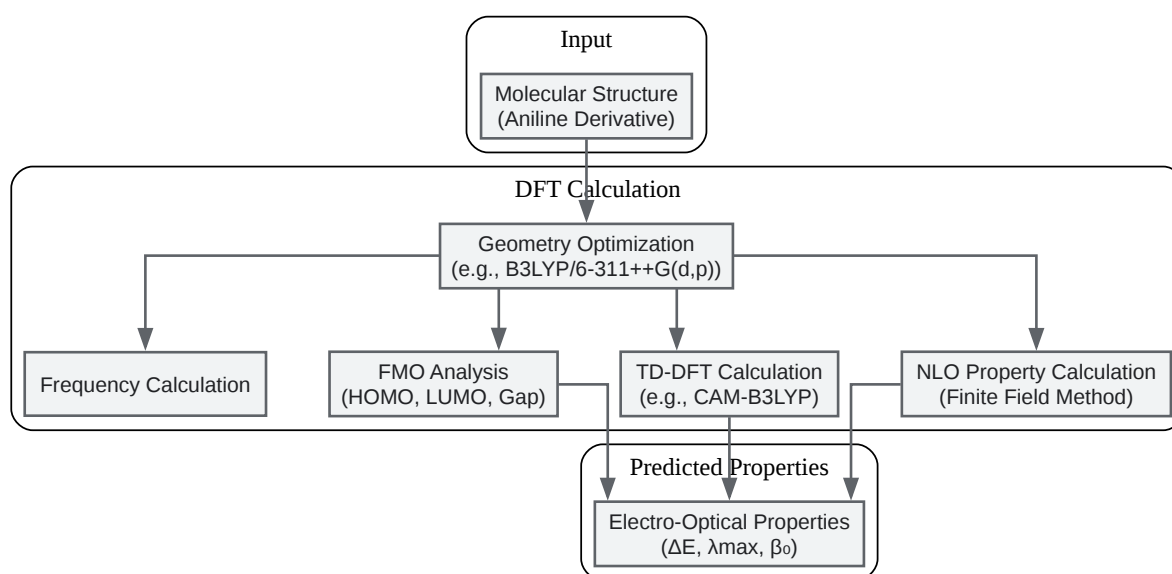 Input
Molecular Structure
(Aniline Derivative)
DFT Calculation
Geometry Optimization
(e.g., B3LYP/6-311++G(d,p))
Frequency Calculation
FMO Analysis
(HOMO, LUMO, Gap)
TD-DFT Calculation
(e.g., CAM-B3LYP)
NLO Property Calculation
(Finite Field Method)
Predicted Properties
Electro-Optical Properties
(ΔE, λmax, β₀)